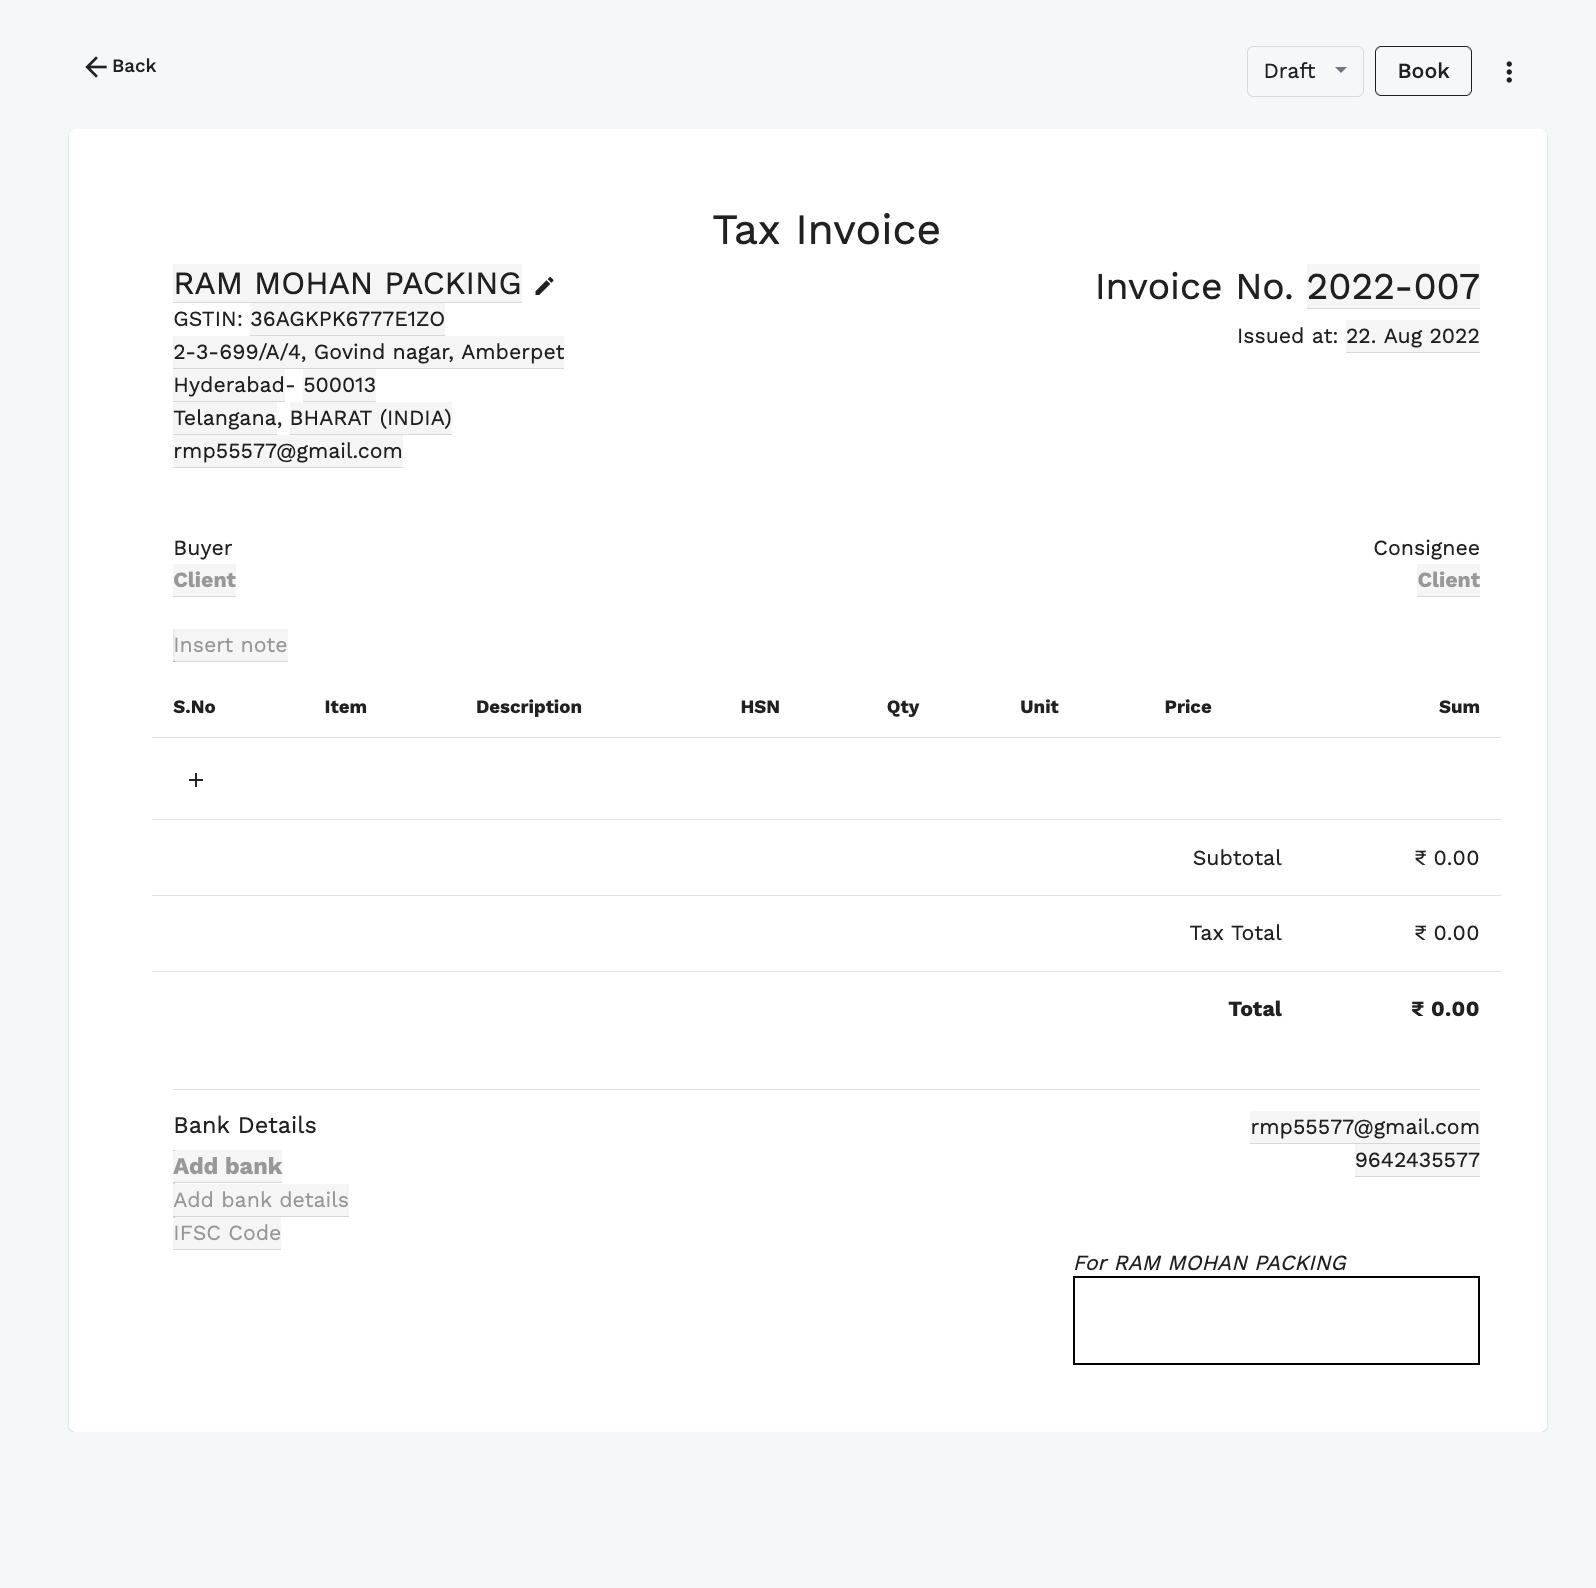 Back
Draft
Book
Tax Invoice
RAM MOHAN PACKING
Invoice No. 2022-007
GSTIN: 36AGKPK6777E1ZO
Issued at: 22. Aug 2022
2-3-699/A/4, Govind nagar, Amberpet
Hyderabad- 500013
Telangana, BHARAT (INDIA)
rmp55577@gmail.com
Buyer
Consignee
Client
Client
Insert note
S.No Item Description HSN Qty Unit Price Sum
+
Subtotal ₹ 0.00
Tax Total ₹ 0.00
Total ₹ 0.00
Bank Details
Add bank
Add bank details
IFSC Code
rmp55577@gmail.com
9642435577
For RAM MOHAN PACKING